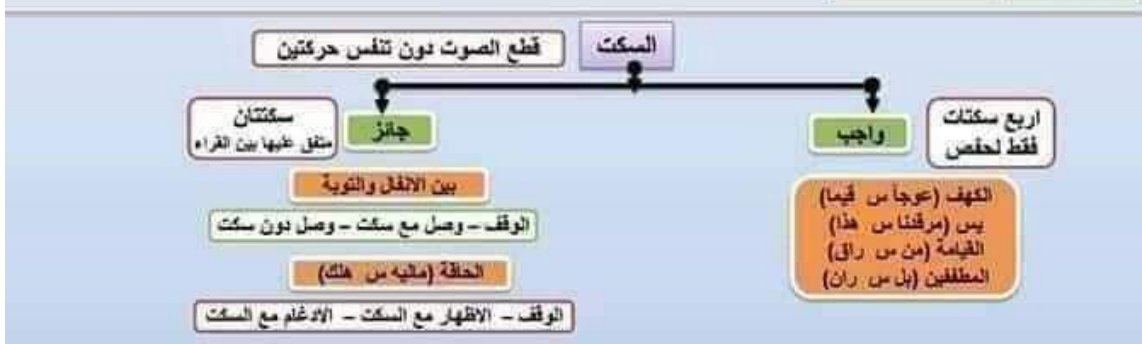 السكت
قطع الصوت دون تنفس حركتين
واجب
اربع سكتات
فقط لحفص
الكهف (عوجاً س قيما)
يس (مرقدنا س هذا)
القيامة (من س راق)
المطففين (بل س ران)
جائز
سكتتان
متفق عليها بين القراء
بين الانفال والتوبة
الوقف – وصل مع سكت – وصل دون سكت
الحاقة (ماليه س هلك)
الوقف – الاظهار مع السكت – الادغام مع السكت